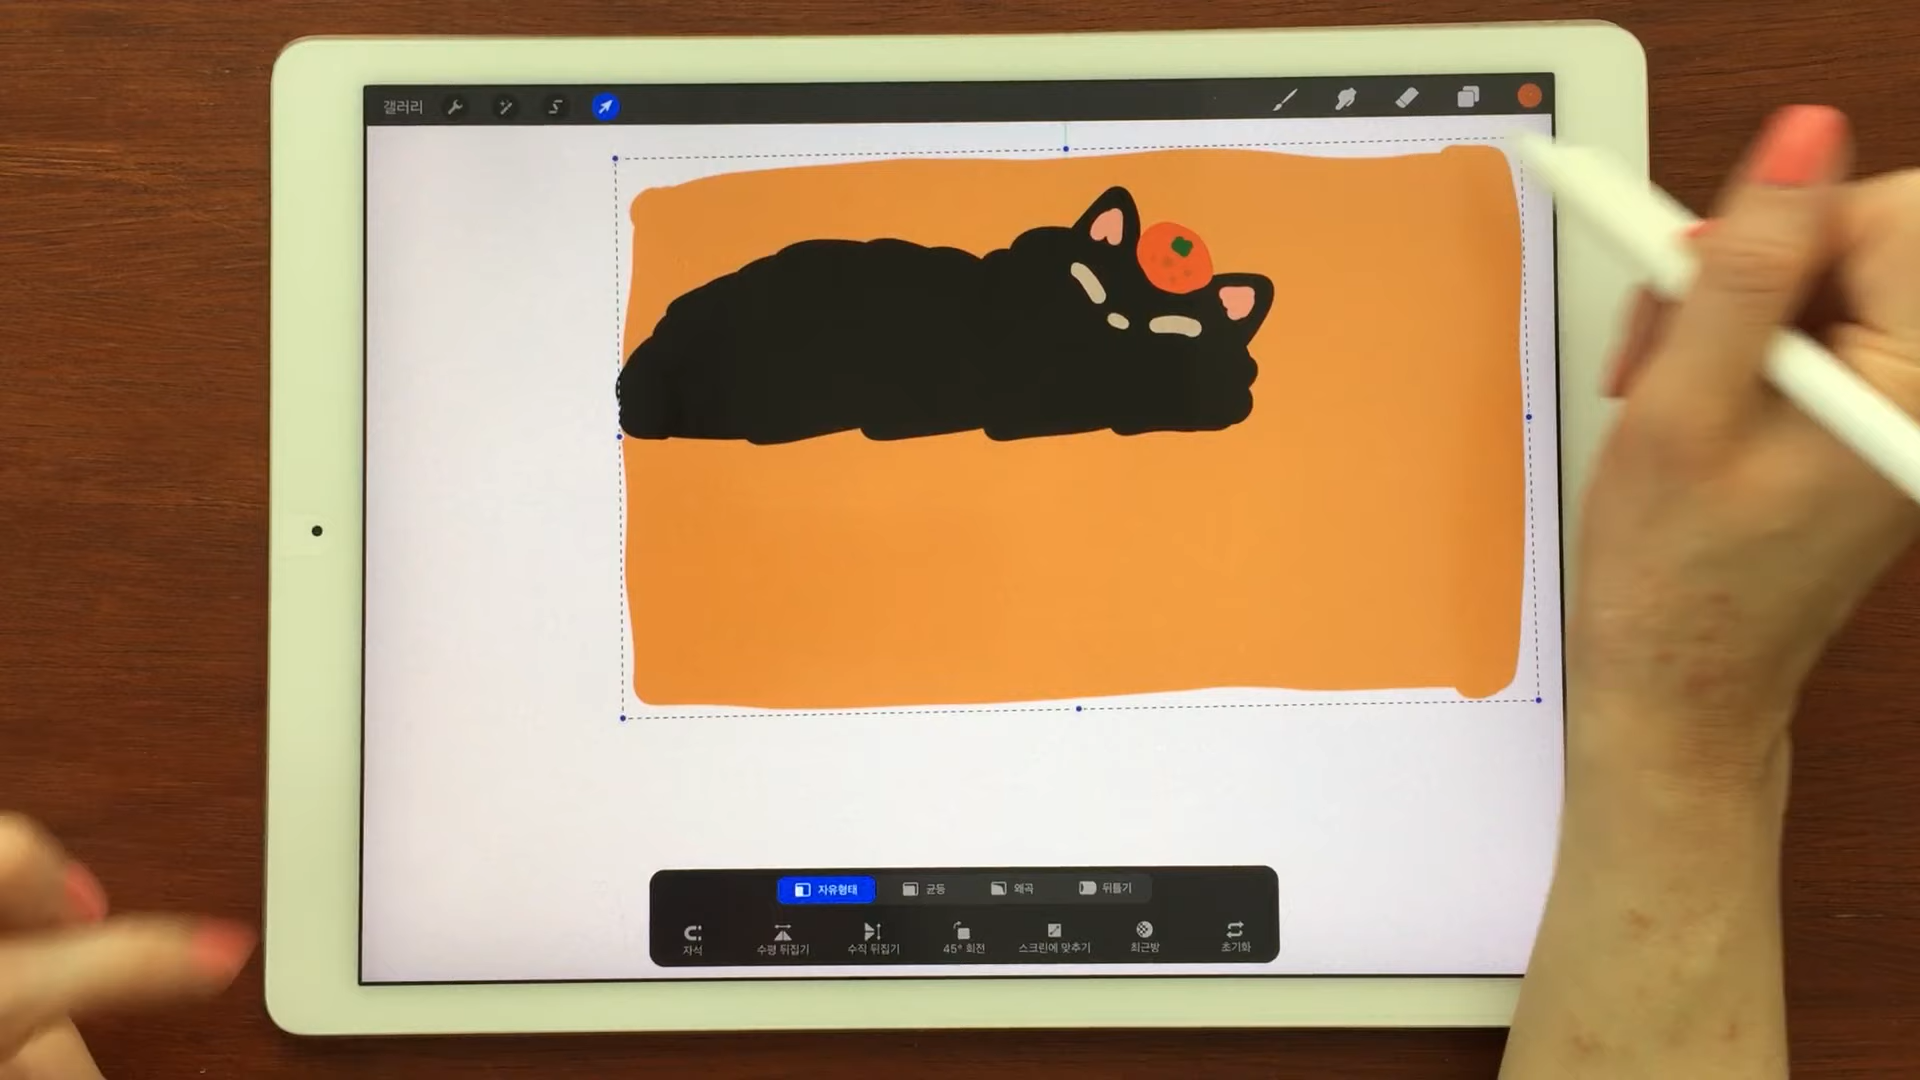 갤러리
자유형태 균등 왜곡 뒤틀기
자석 수평 뒤집기 수직 뒤집기 45° 회전 스크린에 맞추기 최근방 초기화